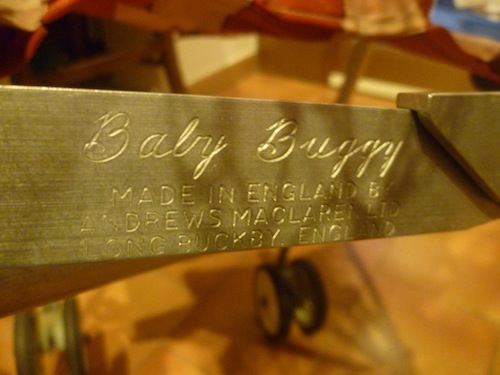 Baby Buggy
MADE IN ENGLAND BY
ANDREWS MACLAREN LTD
LONG BUCKBY, ENGLAND